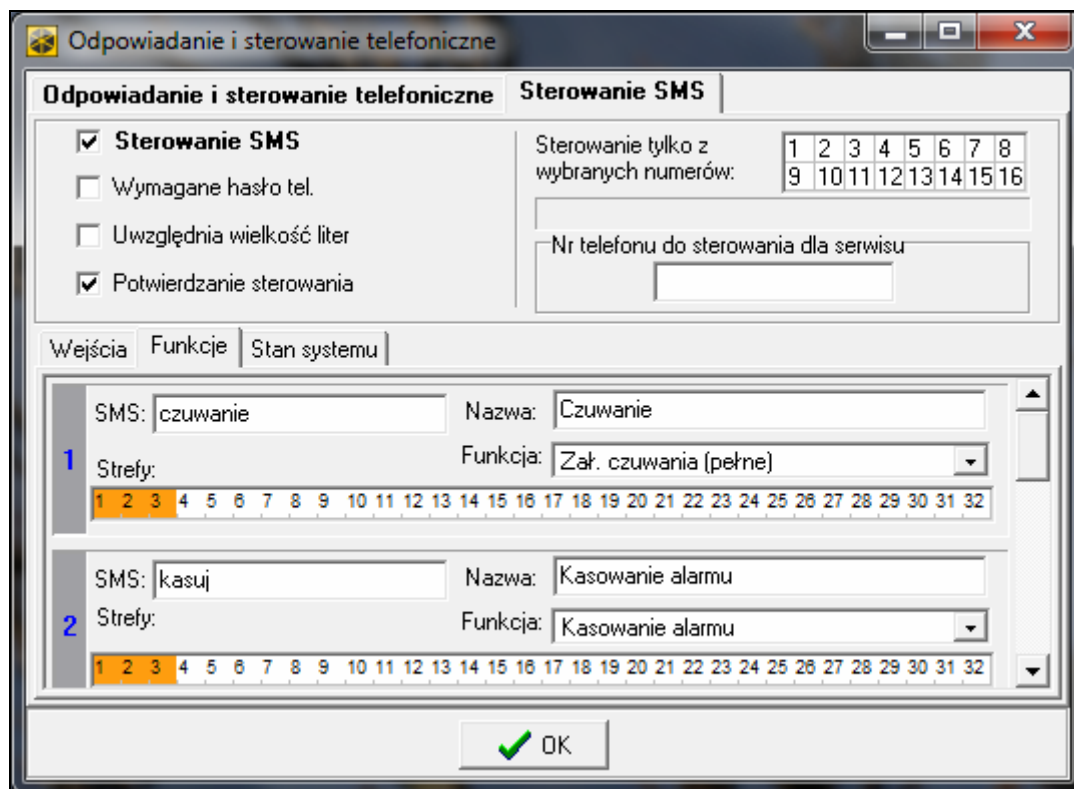 Odpowiadanie i sterowanie telefoniczne
Odpowiadanie i sterowanie telefoniczne Sterowanie SMS
Sterowanie SMS
Wymagane hasło tel.
Uwzględnia wielkość liter
Potwierdzanie sterowania
Sterowanie tylko z
wybranych numerów:
1 2 3 4 5 6 7 8
9 10 11 12 13 14 15 16
Nr telefonu do sterowania dla serwisu
Wejścia Funkcje Stan systemu
1
SMS: czuwanie Nazwa: Czuwanie
Strefy: Funkcja: Zał. czuwania (pełne)
1 2 3 4 5 6 7 8 9 10 11 12 13 14 15 16 17 18 19 20 21 22 23 24 25 26 27 28 29 30 31 32
2
SMS: kasuj Nazwa: Kasowanie alarmu
Strefy: Funkcja: Kasowanie alarmu
1 2 3 4 5 6 7 8 9 10 11 12 13 14 15 16 17 18 19 20 21 22 23 24 25 26 27 28 29 30 31 32
OK